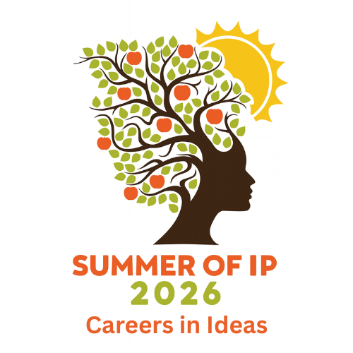 SUMMER OF IP
2026
Careers in Ideas